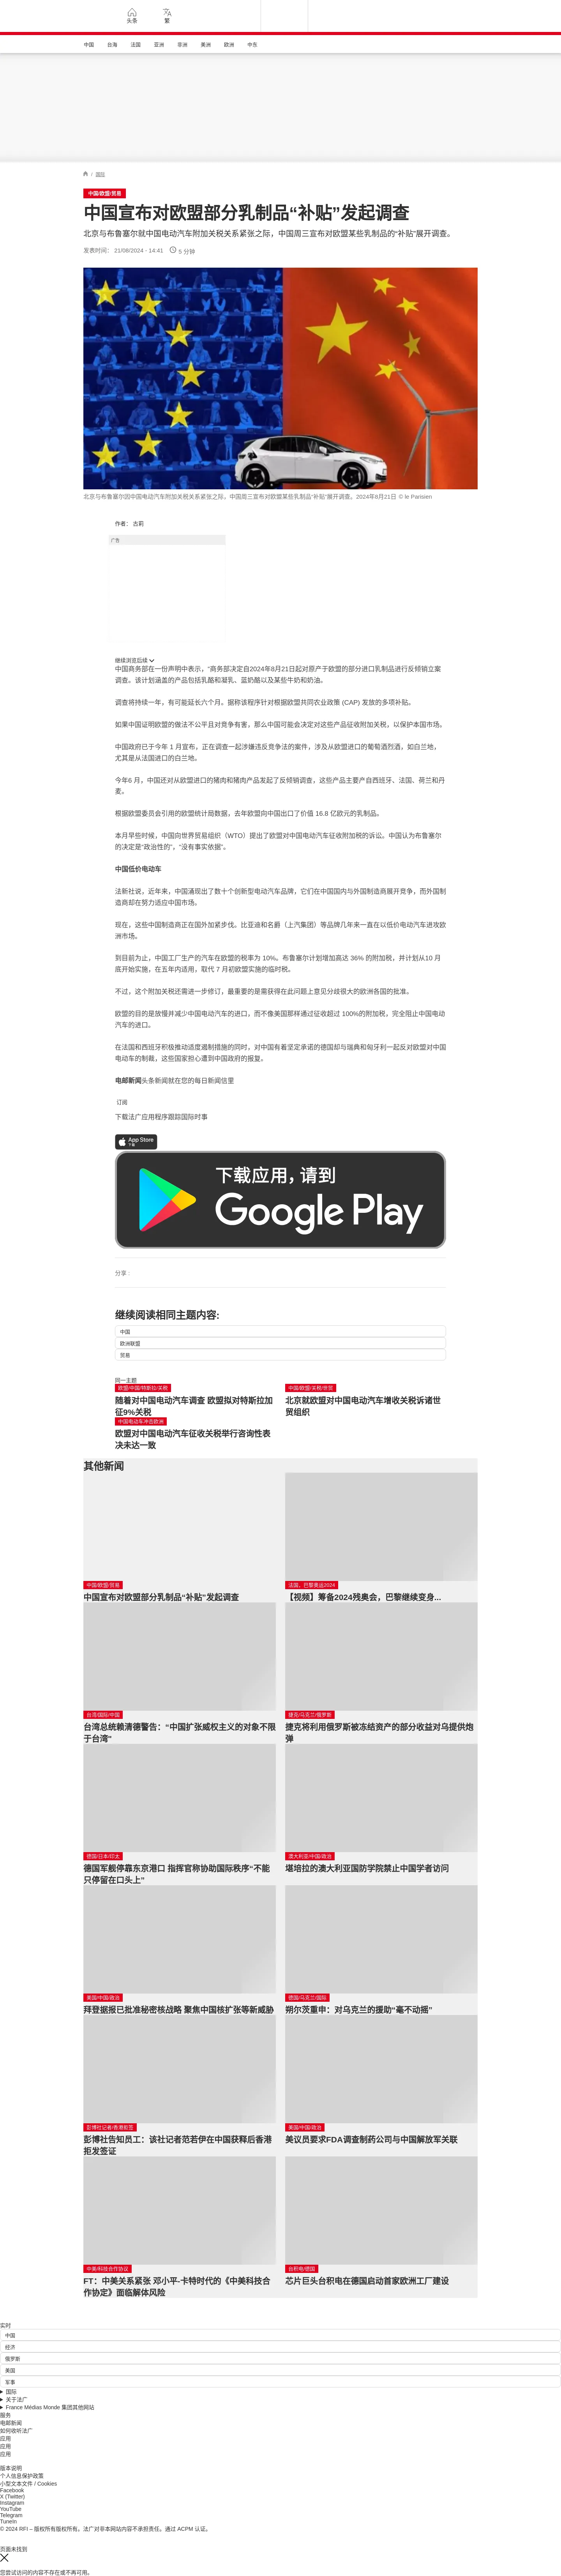 头条
繁
中国
台海
法国
亚洲
非洲
美洲
欧洲
中东
/ 国际
中国/欧盟/贸易
中国宣布对欧盟部分乳制品“补贴”发起调查
北京与布鲁塞尔就中国电动汽车附加关税关系紧张之际，中国周三宣布对欧盟某些乳制品的“补贴”展开调查。
发表时间： 21/08/2024 - 14:41
5 分钟
北京与布鲁塞尔因中国电动汽车附加关税关系紧张之际，中国周三宣布对欧盟某些乳制品“补贴”展开调查。2024年8月21日 © le Parisien
作者： 古莉
广告
继续浏览后续
中国商务部在一份声明中表示，“商务部决定自2024年8月21日起对原产于欧盟的部分进口乳制品进行反倾销立案
调查。该计划涵盖的产品包括乳酪和凝乳、蓝奶酪以及某些牛奶和奶油。
调查将持续一年，有可能延长六个月。据称该程序针对根据欧盟共同农业政策 (CAP) 发放的多项补贴。
如果中国证明欧盟的做法不公平且对竞争有害，那么中国可能会决定对这些产品征收附加税，以保护本国市场。
中国政府已于今年 1 月宣布，正在调查一起涉嫌违反竞争法的案件，涉及从欧盟进口的葡萄酒烈酒，如白兰地，
尤其是从法国进口的白兰地。
今年6 月，中国还对从欧盟进口的猪肉和猪肉产品发起了反倾销调查，这些产品主要产自西班牙、法国、荷兰和丹
麦。
根据欧盟委员会引用的欧盟统计局数据，去年欧盟向中国出口了价值 16.8 亿欧元的乳制品。
本月早些时候，中国向世界贸易组织（WTO）提出了欧盟对中国电动汽车征收附加税的诉讼。中国认为布鲁塞尔
的决定是“政治性的”，“没有事实依据”。
中国低价电动车
法新社说，近年来，中国涌现出了数十个创新型电动汽车品牌，它们在中国国内与外国制造商展开竞争，而外国制
造商却在努力适应中国市场。
现在，这些中国制造商正在国外加紧步伐。比亚迪和名爵（上汽集团）等品牌几年来一直在以低价电动汽车进攻欧
洲市场。
到目前为止，中国工厂生产的汽车在欧盟的税率为 10%。布鲁塞尔计划增加高达 36% 的附加税，并计划从10 月
底开始实施，在五年内适用，取代 7 月初欧盟实施的临时税。
不过，这个附加关税还需进一步修订，最重要的是需获得在此问题上意见分歧很大的欧洲各国的批准。
欧盟的目的是放慢并减少中国电动汽车的进口，而不像美国那样通过征收超过 100%的附加税，完全阻止中国电动
汽车的进口。
在法国和西班牙积极推动适度遏制措施的同时，对中国有着坚定承诺的德国却与瑞典和匈牙利一起反对欧盟对中国
电动车的制裁，这些国家担心遭到中国政府的报复。
电邮新闻头条新闻就在您的每日新闻信里
订阅
下载法广应用程序跟踪国际时事
App Store
下载
下载应用，请到
Google Play
分享 :
继续阅读相同主题内容:
中国
欧洲联盟
贸易
同一主题
欧盟/中国/特斯拉/关税
随着对中国电动汽车调查 欧盟拟对特斯拉加
征9%关税
中国/欧盟/关税/世贸
北京就欧盟对中国电动汽车增收关税诉诸世
贸组织
中国电动车冲击欧洲
欧盟对中国电动汽车征收关税举行咨询性表
决未达一致
其他新闻
中国/欧盟/贸易
中国宣布对欧盟部分乳制品“补贴”发起调查
法国、巴黎奥运2024
【视频】筹备2024残奥会，巴黎继续变身...
台湾/国际/中国
台湾总统赖清德警告：“中国扩张威权主义的对象不限
于台湾”
捷克/乌克兰/俄罗斯
捷克将利用俄罗斯被冻结资产的部分收益对乌提供炮
弹
德国/日本/印太
德国军舰停靠东京港口 指挥官称协助国际秩序“不能
只停留在口头上”
澳大利亚/中国/政治
堪培拉的澳大利亚国防学院禁止中国学者访问
美国/中国/政治
拜登据报已批准秘密核战略 聚焦中国核扩张等新威胁
德国/乌克兰/国际
朔尔茨重申：对乌克兰的援助“毫不动摇”
彭博社记者/香港拒签
彭博社告知员工：该社记者范若伊在中国获释后香港
拒发签证
美国/中国/政治
美议员要求FDA调查制药公司与中国解放军关联
中美/科技合作协议
FT：中美关系紧张 邓小平-卡特时代的《中美科技合
作协定》面临解体风险
台积电/德国
芯片巨头台积电在德国启动首家欧洲工厂建设
实时
中国
经济
俄罗斯
美国
军事
国际
关于法广
France Médias Monde 集团其他网站
服务
电邮新闻
如何收听法广
应用
应用
应用
版本说明
个人信息保护政策
小型文本文件 / Cookies
Facebook
X (Twitter)
Instagram
YouTube
Telegram
TuneIn
© 2024 RFI – 版权所有版权所有。法广对非本网站内容不承担责任。通过 ACPM 认证。
页面未找到
您尝试访问的内容不存在或不再可用。